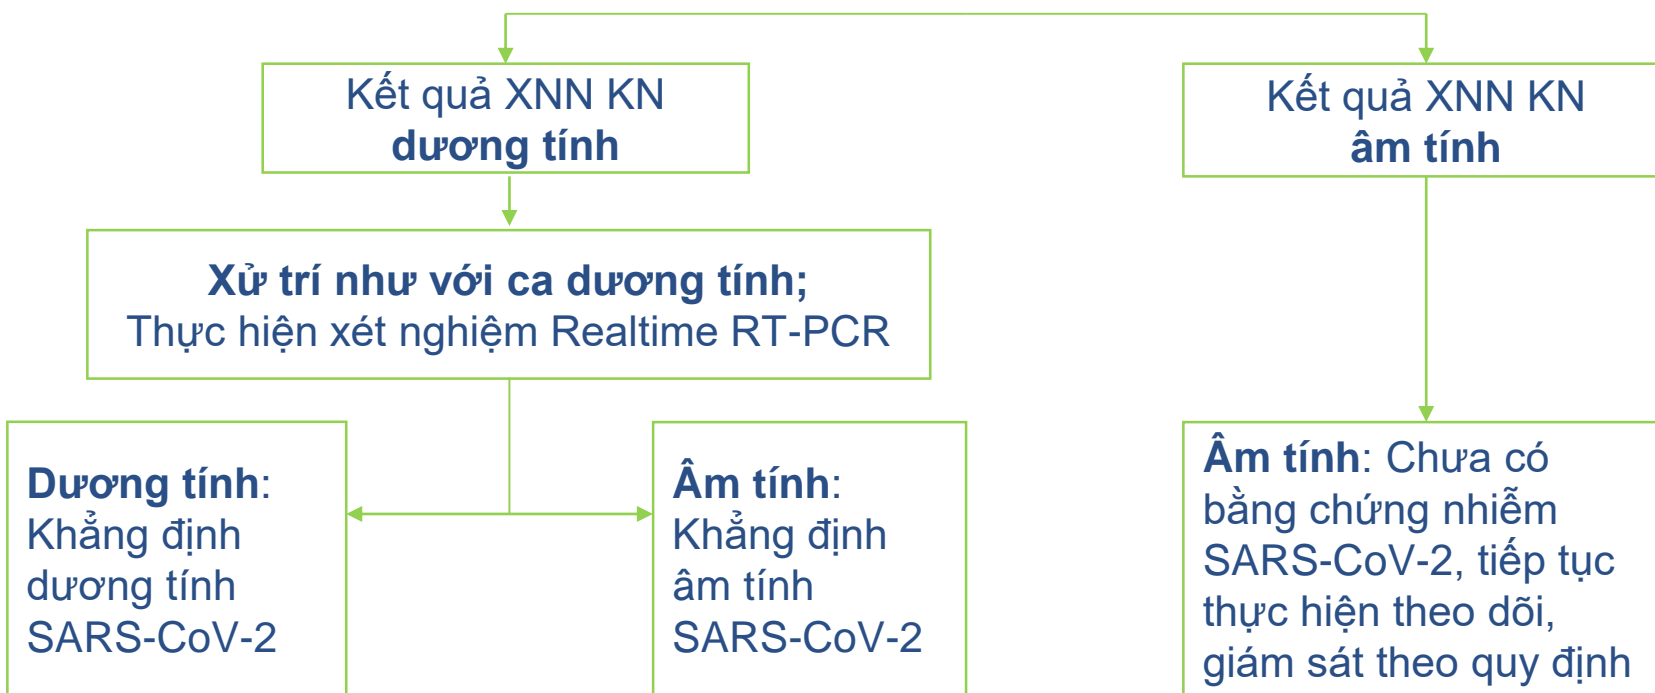 Kết quả XNN KN
dương tính
Kết quả XNN KN
âm tính
Xử trí như với ca dương tính;
Thực hiện xét nghiệm Realtime RT-PCR
Dương tính:
Khẳng định
dương tính
SARS-CoV-2
Âm tính:
Khẳng định
âm tính
SARS-CoV-2
Âm tính: Chưa có
bằng chứng nhiễm
SARS-CoV-2, tiếp tục
thực hiện theo dõi,
giám sát theo quy định